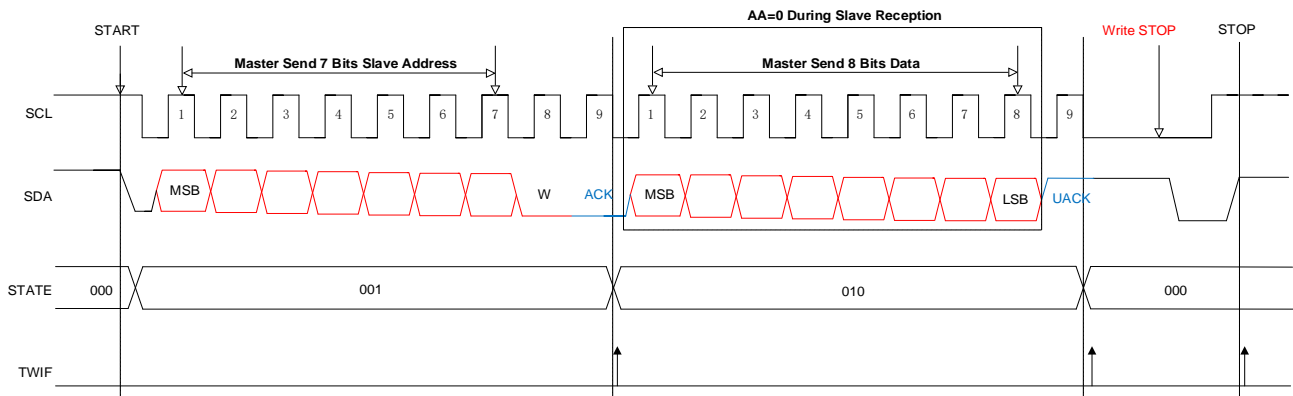 AA=0 During Slave Reception
START
Write STOP
STOP
Master Send 7 Bits Slave Address
Master Send 8 Bits Data
SCL
1 2 3 4 5 6 7 8 9 1 2 3 4 5 6 7 8 9
SDA
MSB W ACK MSB LSB UACK
STATE
000 001 010 000
TWIF